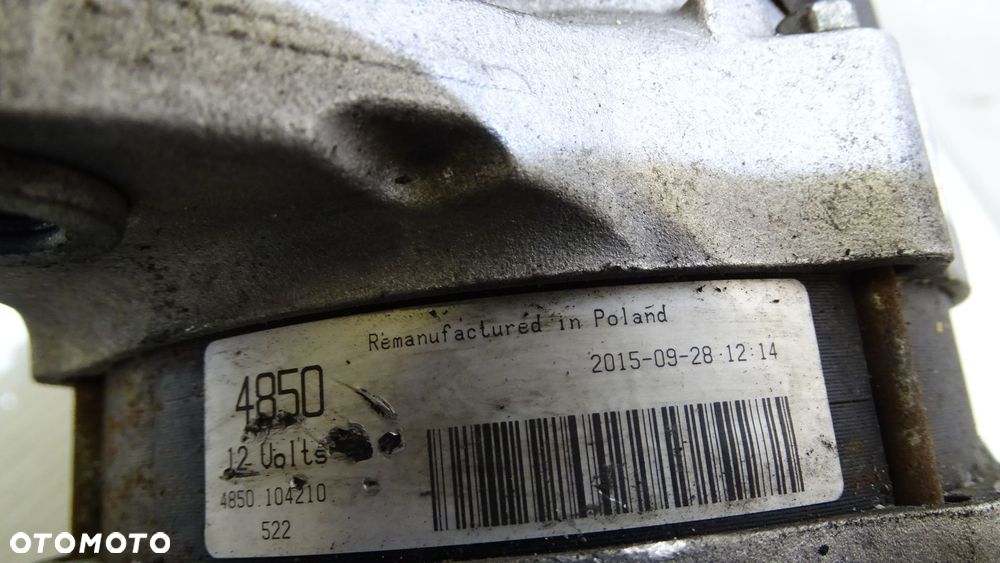 Remanufactured in Poland
2015-09-28 12:14
4850
12 Volts
4850.104210
522
OTOMOTO